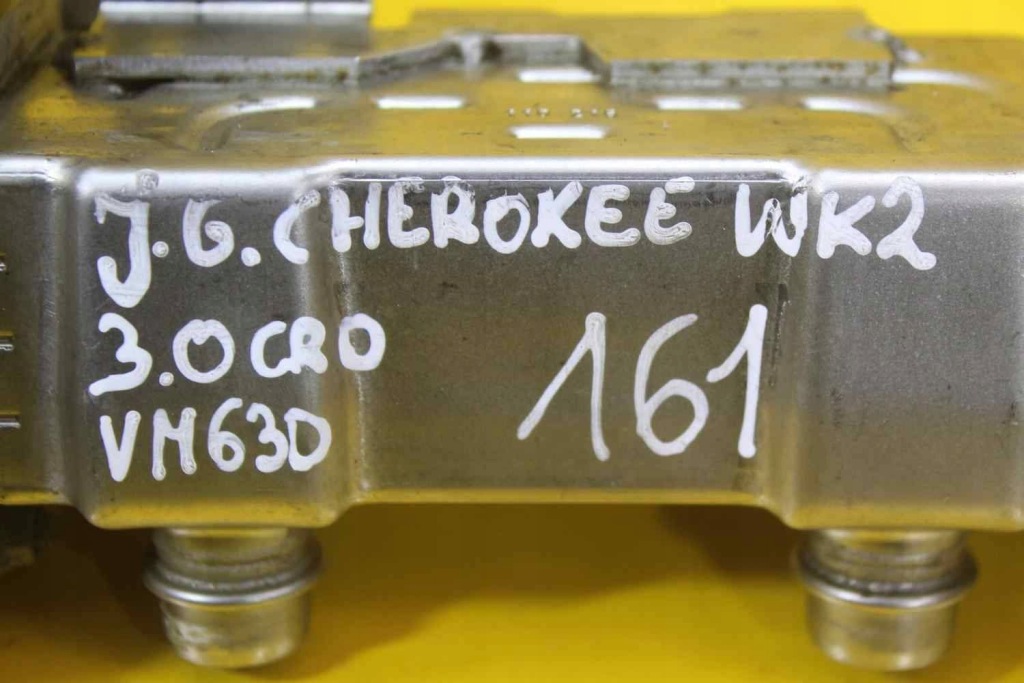 J.G. CHEROKEE WK2
3.0 CRD
161
VM63D